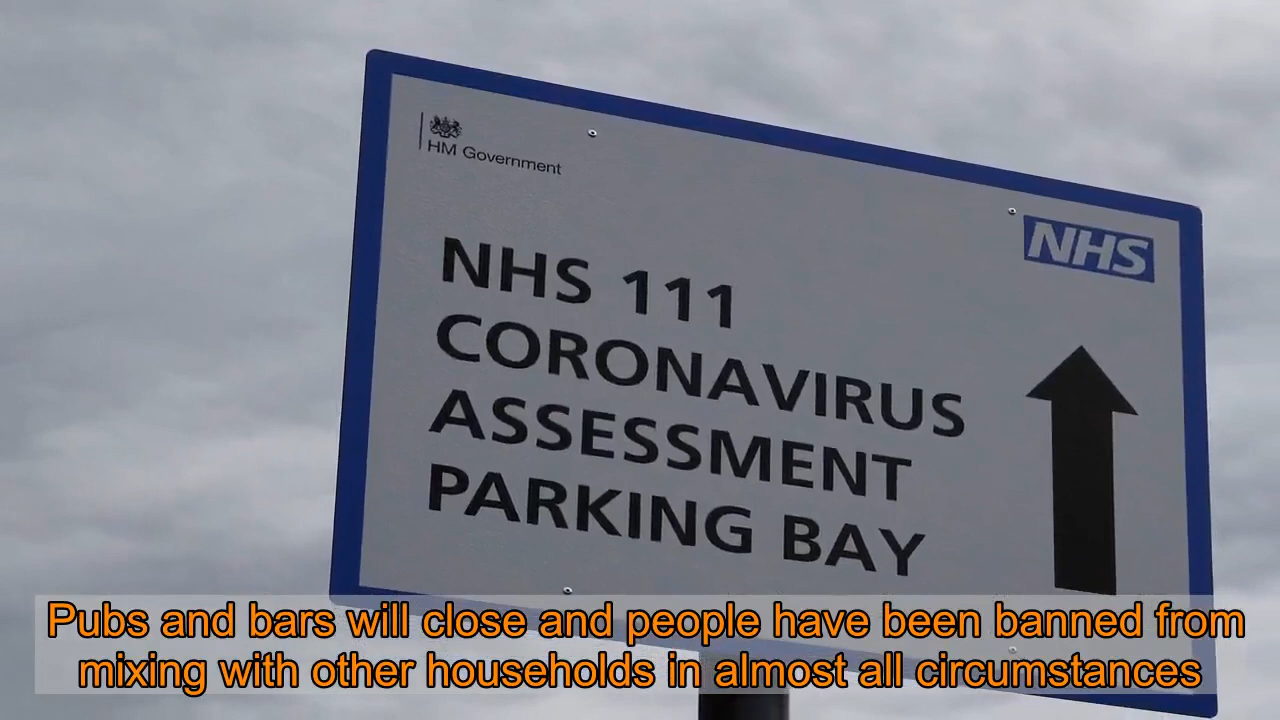 HM Government
NHS
NHS 111
CORONAVIRUS
ASSESSMENT
PARKING BAY
Pubs and bars will close and people have been banned from
mixing with other households in almost all circumstances